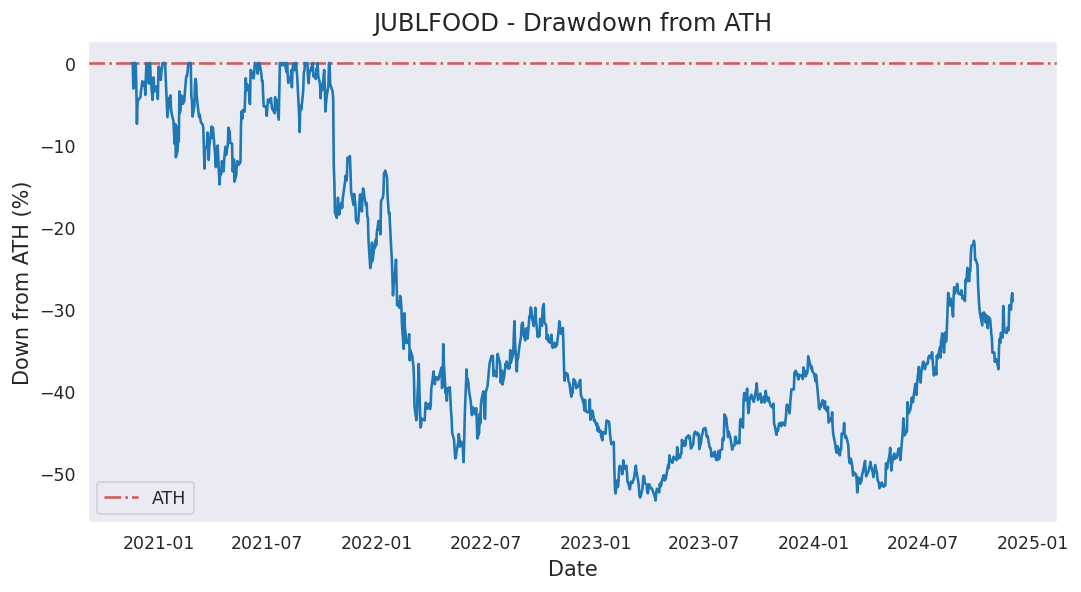 JUBLFOOD - Drawdown from ATH
Down from ATH (%)
0
−10
−20
−30
−40
−50
ATH
2021-01 2021-07 2022-01 2022-07 2023-01 2023-07 2024-01 2024-07 2025-01
Date